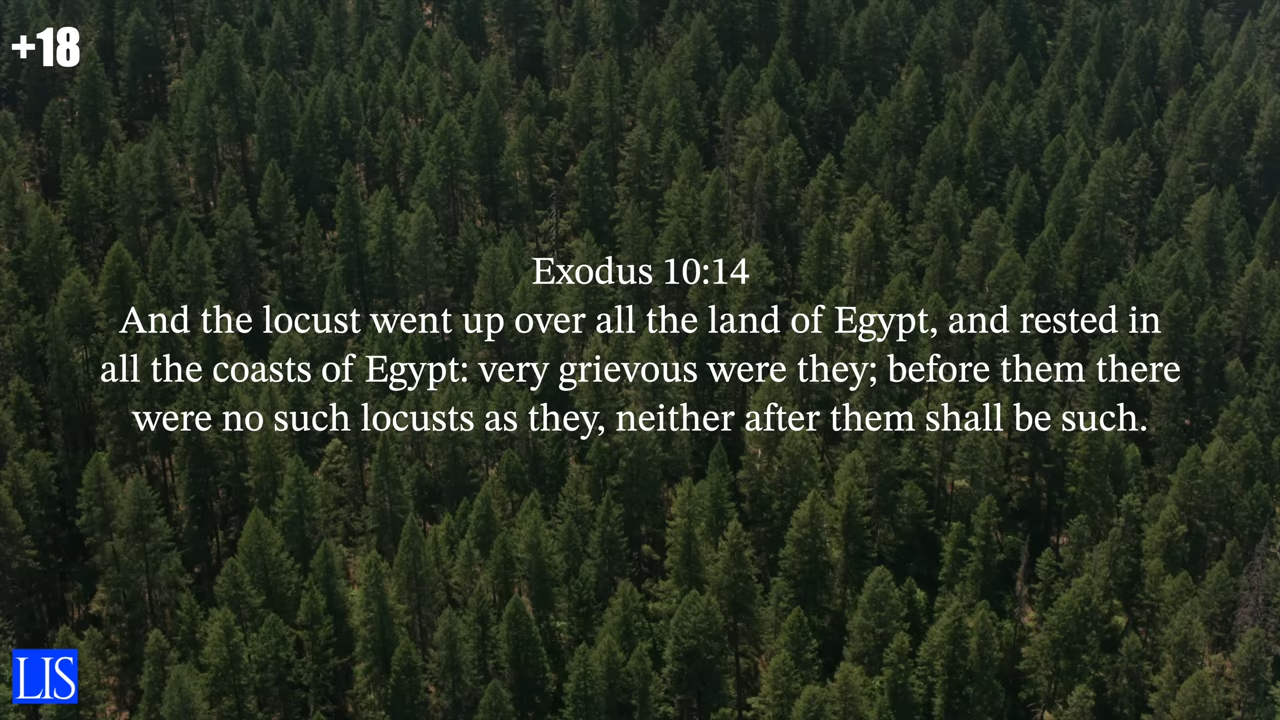 +18
Exodus 10:14
And the locust went up over all the land of Egypt, and rested in
all the coasts of Egypt: very grievous were they; before them there
were no such locusts as they, neither after them shall be such.
LIS